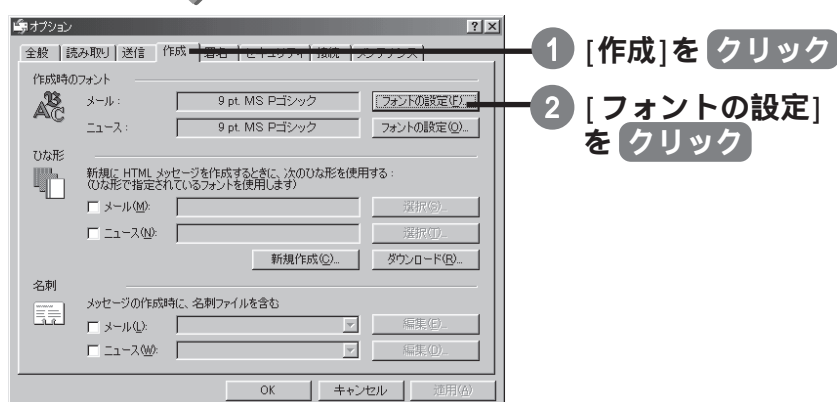 オプション
全般 読み取り 送信 作成 署名 セキュリティ 接続 メンテナンス
1 [作成]を クリック
作成時のフォント
メール: 9 pt. MS Pゴシック フォントの設定(F)...
2 [フォントの設定]
を クリック
ニュース: 9 pt. MS Pゴシック フォントの設定(O)...
ひな形
新規に HTML メッセージを作成するときに、次のひな形を使用する:
(ひな形で指定されているフォントを使用します)
メール(M): 選択(S)...
ニュース(N): 選択(T)...
新規作成(C)... ダウンロード(R)...
名刺
メッセージの作成時に、名刺ファイルを含む
メール(L): 編集(E)...
ニュース(W): 編集(D)...
OK キャンセル 適用(A)